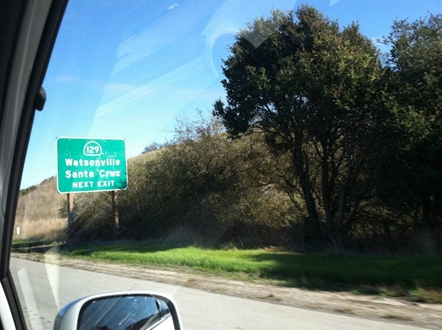 129
Watsonville
Santa Cruz
NEXT EXIT